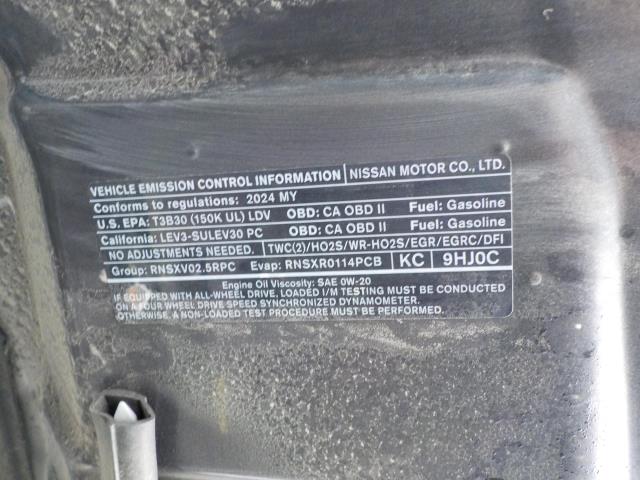 VEHICLE EMISSION CONTROL INFORMATION NISSAN MOTOR CO., LTD.
Conforms to regulations: 2024 MY
U.S. EPA: T3B30 (150K UL) LDV OBD: CA OBD II Fuel: Gasoline
California: LEV3-SULEV30 PC OBD: CA OBD II Fuel: Gasoline
NO ADJUSTMENTS NEEDED. TWC(2)/HO2S/WR-HO2S/EGR/EGRC/DFI
Group: RNSXV02.5RPC Evap: RNSXR0114PCB KC 9HJ0C
Engine Oil Viscosity: SAE 0W-20
IF EQUIPPED WITH ALL-WHEEL DRIVE, LOADED I/M TESTING MUST BE CONDUCTED
ON A FOUR WHEEL DRIVE SPEED SYNCHRONIZED DYNAMOMETER.
OTHERWISE, A NON-LOADED TEST PROCEDURE MUST BE PERFORMED.